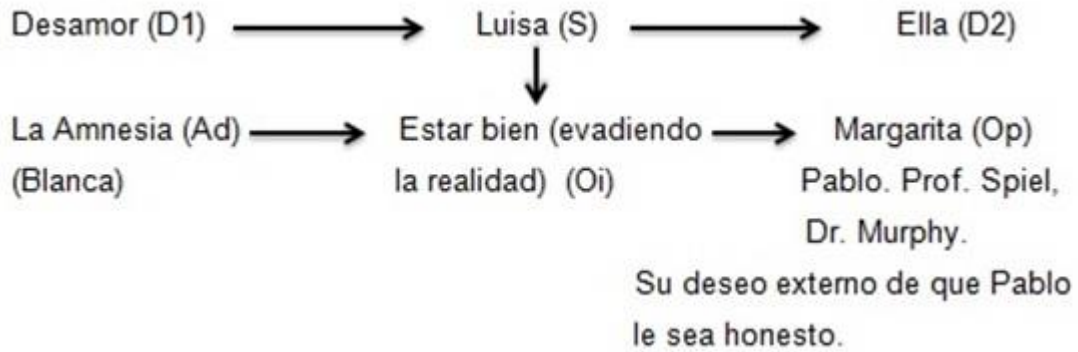 Desamor (D1) Luisa (S) Ella (D2)
La Amnesia (Ad) Estar bien (evadiendo Margarita (Op)
(Blanca) la realidad) (Oi) Pablo. Prof. Spiel,
Dr. Murphy.
Su deseo externo de que Pablo
le sea honesto.